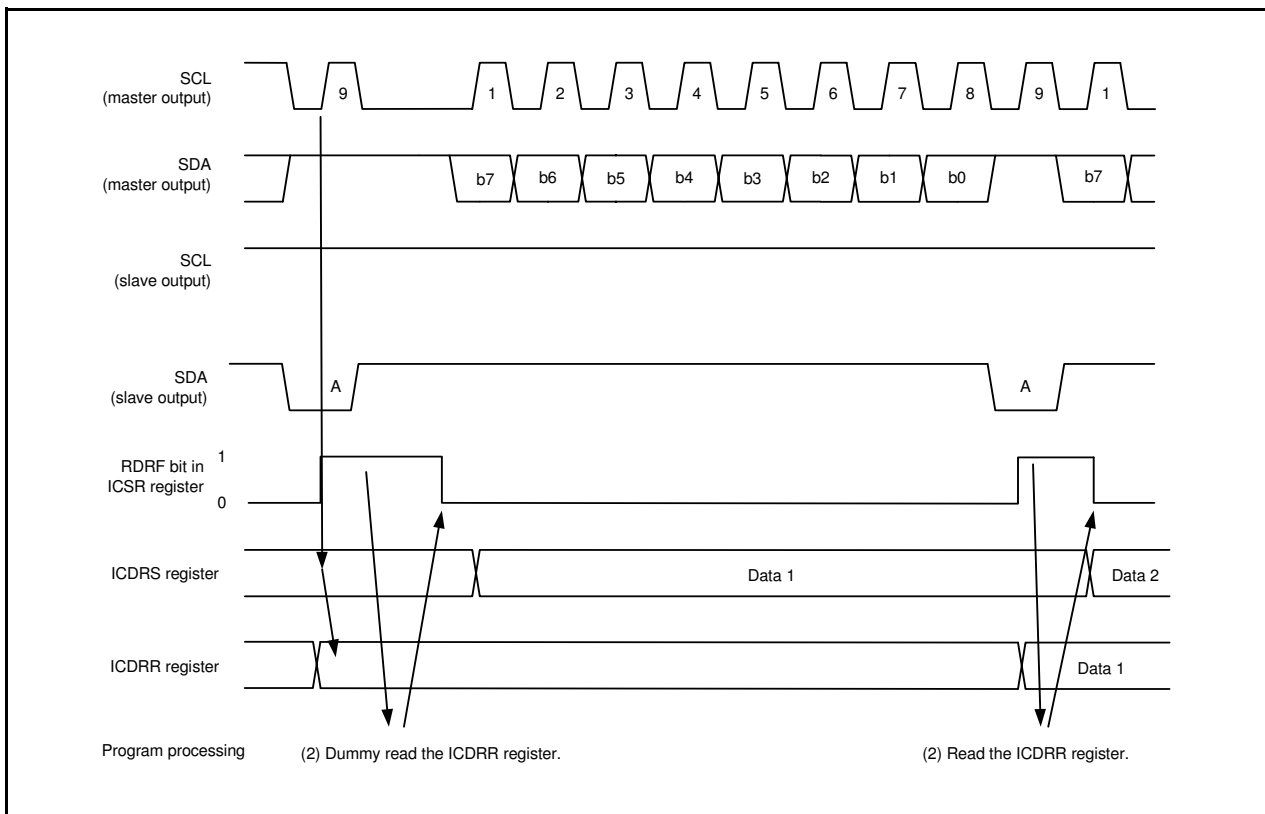 SCL
(master output)
9 1 2 3 4 5 6 7 8 9 1
SDA
(master output)
b7 b6 b5 b4 b3 b2 b1 b0 b7
SCL
(slave output)
SDA
(slave output)
A A
RDRF bit in
ICSR register
1
0
ICDRS register
Data 1 Data 2
ICDRR register
Data 1
Program processing
(2) Dummy read the ICDRR register.
(2) Read the ICDRR register.